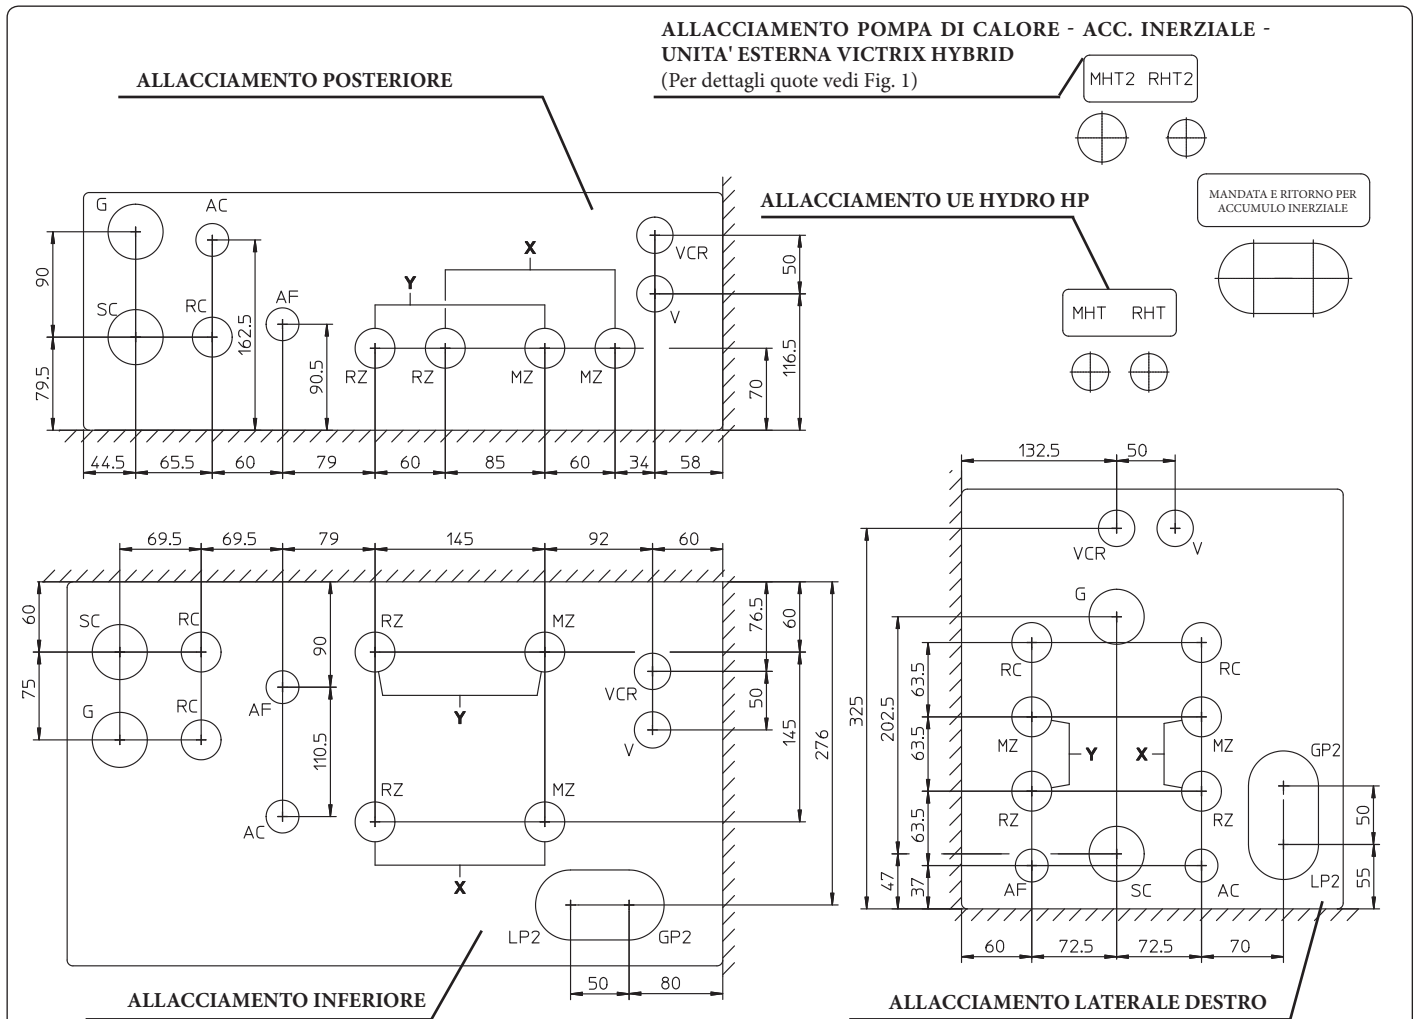 ALLACCIAMENTO POMPA DI CALORE - ACC. INERZIALE -
UNITA' ESTERNA VICTRIX HYBRID
(Per dettagli quote vedi Fig. 1)
MHT2 RHT2
ALLACCIAMENTO POSTERIORE
MANDATA E RITORNO PER
ACCUMULO INERZIALE
ALLACCIAMENTO UE HYDRO HP
MHT RHT
G
AC
SC
RC
AF
Y
X
RZ
RZ
MZ
MZ
VCR
V
90
79.5
162.5
90.5
50
116.5
70
44.5
65.5
60
79
60
85
60
34
58
69.5
69.5
79
145
92
60
60
75
SC
RC
G
RC
90
110.5
AF
AC
RZ
MZ
Y
RZ
MZ
X
VCR
V
76.5
50
60
145
276
LP2
GP2
50
80
ALLACCIAMENTO INFERIORE
132.5
50
VCR
V
G
RC
RC
MZ
MZ
Y
X
RZ
RZ
AF
SC
AC
GP2
LP2
325
202.5
47
63.5
63.5
63.5
37
50
55
60
72.5
72.5
70
ALLACCIAMENTO LATERALE DESTRO